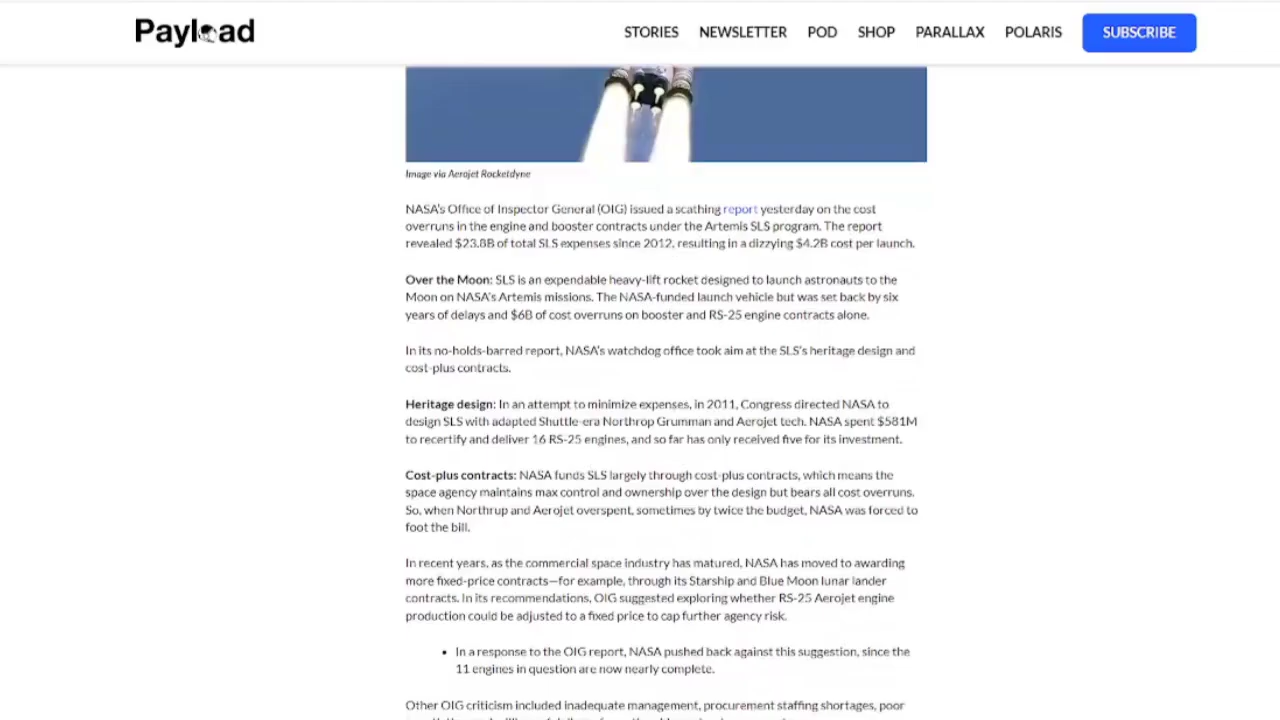 Payload
STORIES NEWSLETTER POD SHOP PARALLAX POLARIS SUBSCRIBE
Image via Aerojet Rocketdyne
NASA's Office of Inspector General (OIG) issued a scathing report yesterday on the cost
overruns in the engine and booster contracts under the Artemis SLS program. The report
revealed $23.8B of total SLS expenses since 2012, resulting in a dizzying $4.2B cost per launch.
Over the Moon: SLS is an expendable heavy-lift rocket designed to launch astronauts to the
Moon on NASA's Artemis missions. The NASA-funded launch vehicle but was set back by six
years of delays and $6B of cost overruns on booster and RS-25 engine contracts alone.
In its no-holds-barred report, NASA's watchdog office took aim at the SLS's heritage design and
cost-plus contracts.
Heritage design: In an attempt to minimize expenses, in 2011, Congress directed NASA to
design SLS with adapted Shuttle-era Northrop Grumman and Aerojet tech. NASA spent $581M
to recertify and deliver 16 RS-25 engines, and so far has only received five for its investment.
Cost-plus contracts: NASA funds SLS largely through cost-plus contracts, which means the
space agency maintains max control and ownership over the design but bears all cost overruns.
So, when Northrup and Aerojet overspent, sometimes by twice the budget, NASA was forced to
foot the bill.
In recent years, as the commercial space industry has matured, NASA has moved to awarding
more fixed-price contracts—for example, through its Starship and Blue Moon lunar lander
contracts. In its recommendations, OIG suggested exploring whether RS-25 Aerojet engine
production could be adjusted to a fixed price to cap further agency risk.
• In a response to the OIG report, NASA pushed back against this suggestion, since the
11 engines in question are now nearly complete.
Other OIG criticism included inadequate management, procurement staffing shortages, poor